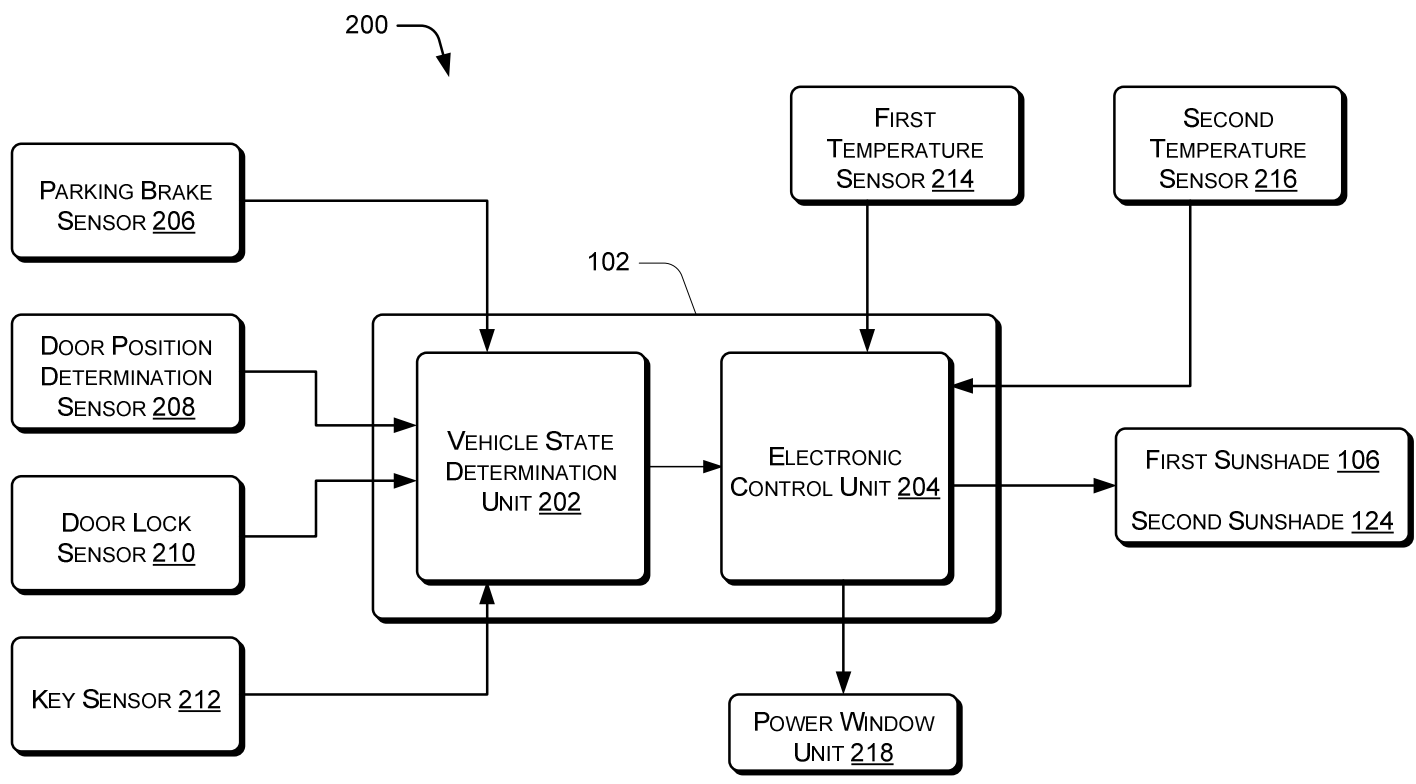 200
FIRST
TEMPERATURE
SENSOR 214
SECOND
TEMPERATURE
SENSOR 216
PARKING BRAKE
SENSOR 206
102
DOOR POSITION
DETERMINATION
SENSOR 208
VEHICLE STATE
DETERMINATION
UNIT 202
ELECTRONIC
CONTROL UNIT 204
FIRST SUNSHADE 106
SECOND SUNSHADE 124
DOOR LOCK
SENSOR 210
KEY SENSOR 212
POWER WINDOW
UNIT 218